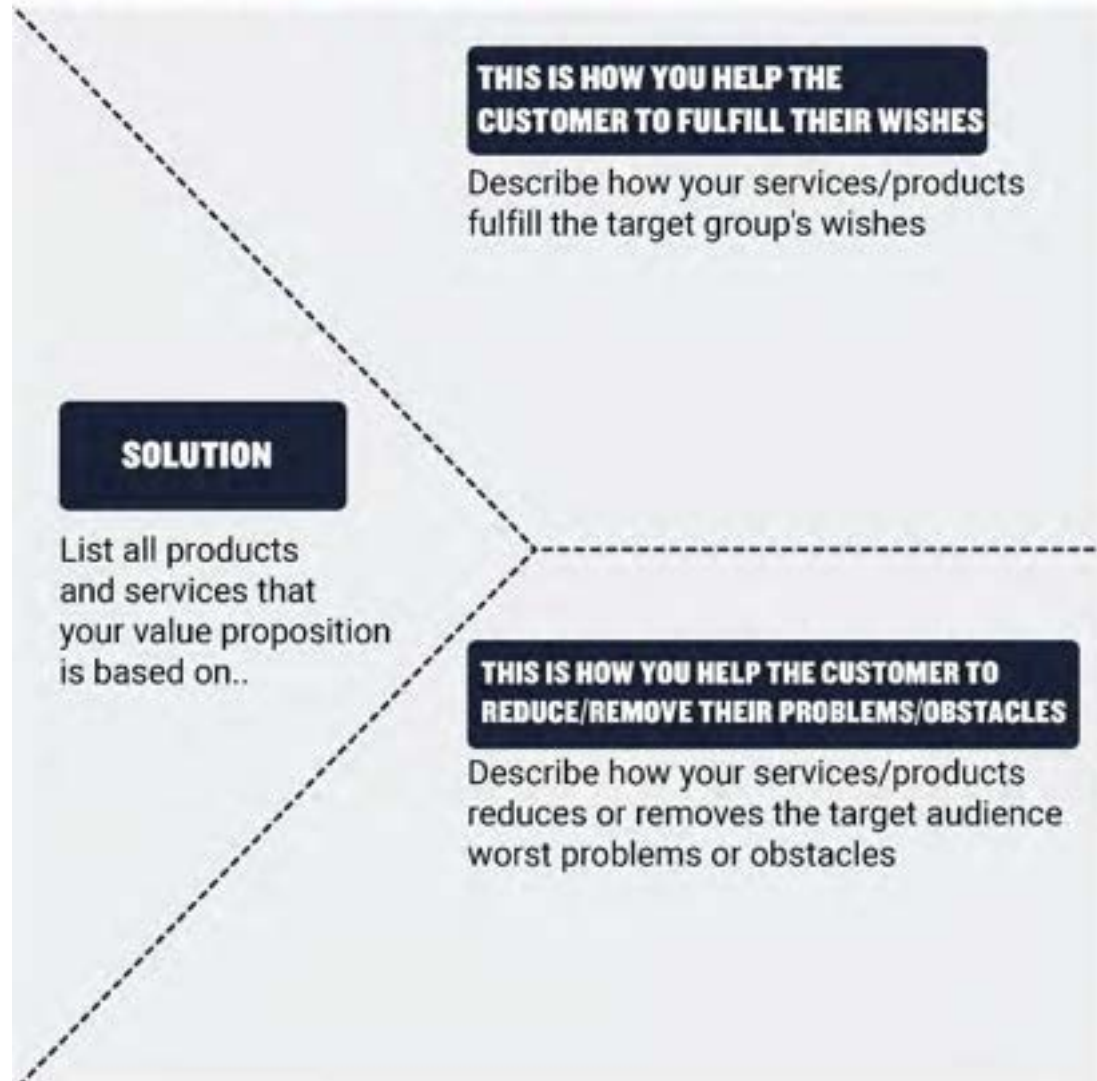 THIS IS HOW YOU HELP THE
CUSTOMER TO FULFILL THEIR WISHES
Describe how your services/products
fulfill the target group's wishes
SOLUTION
List all products
and services that
your value proposition
is based on..
THIS IS HOW YOU HELP THE CUSTOMER TO
REDUCE/REMOVE THEIR PROBLEMS/OBSTACLES
Describe how your services/products
reduces or removes the target audience
worst problems or obstacles